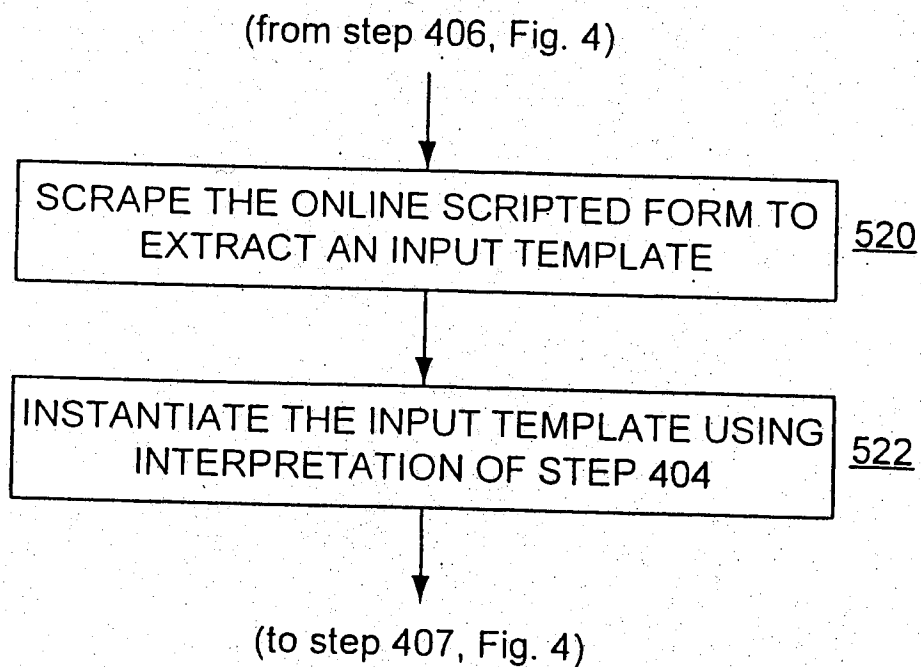 (from step 406, Fig. 4)
SCRAPE THE ONLINE SCRIPTED FORM TO
EXTRACT AN INPUT TEMPLATE
520
INSTANTIATE THE INPUT TEMPLATE USING
INTERPRETATION OF STEP 404
522
(to step 407, Fig. 4)